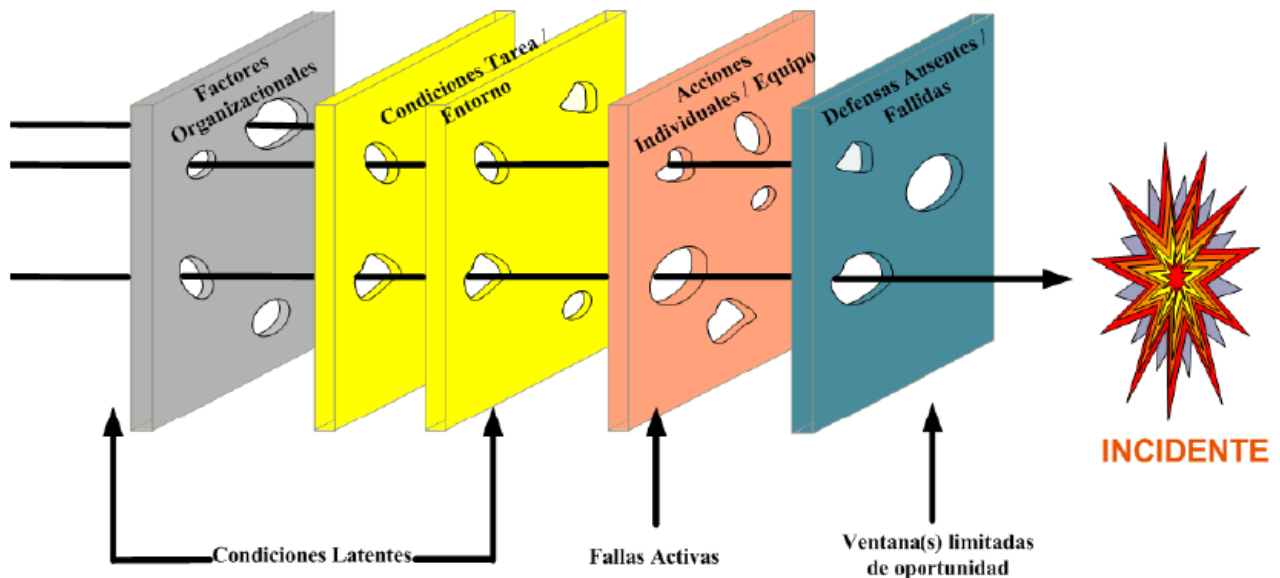 Factores
Organizacionales
Condiciones Tarea /
Entorno
Acciones
Individuales / Equipo
Defensas Ausentes /
Fallidas
INCIDENTE
Condiciones Latentes
Fallas Activas
Ventana(s) limitadas
de oportunidad